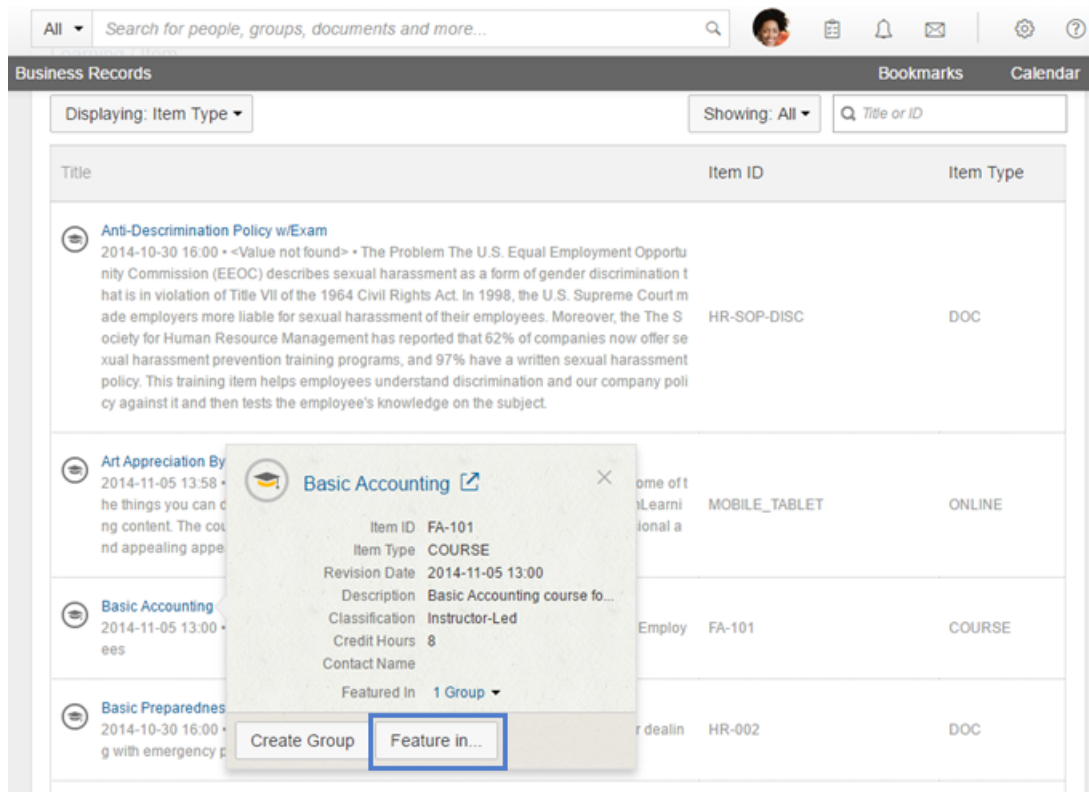 All Search for people, groups, documents and more...
Learning / Item
Business Records Bookmarks Calendar
Displaying: Item Type Showing: All Title or ID
Title Item ID Item Type
Anti-Descrimination Policy w/Exam
2014-10-30 16:00 • <Value not found> • The Problem The U.S. Equal Employment Opportu
nity Commission (EEOC) describes sexual harassment as a form of gender discrimination t
hat is in violation of Title VII of the 1964 Civil Rights Act. In 1998, the U.S. Supreme Court m
ade employers more liable for sexual harassment of their employees. Moreover, the The S
ociety for Human Resource Management has reported that 62% of companies now offer se
xual harassment prevention training programs, and 97% have a written sexual harassment
policy. This training item helps employees understand discrimination and our company poli
cy against it and then tests the employee's knowledge on the subject.
HR-SOP-DISC DOC
Art Appreciation By
2014-11-05 13:58 • ome of t
he things you can Learni
ng content. The cou ional a
nd appealing appe
MOBILE_TABLET ONLINE
Basic Accounting
2014-11-05 13:00 • Employ
ees
FA-101 COURSE
Basic Preparednes
2014-10-30 16:00 • r dealin
g with emergency p
HR-002 DOC
Basic Accounting
Item ID FA-101
Item Type COURSE
Revision Date 2014-11-05 13:00
Description Basic Accounting course fo...
Classification Instructor-Led
Credit Hours 8
Contact Name
Featured In 1 Group
Create Group Feature in...